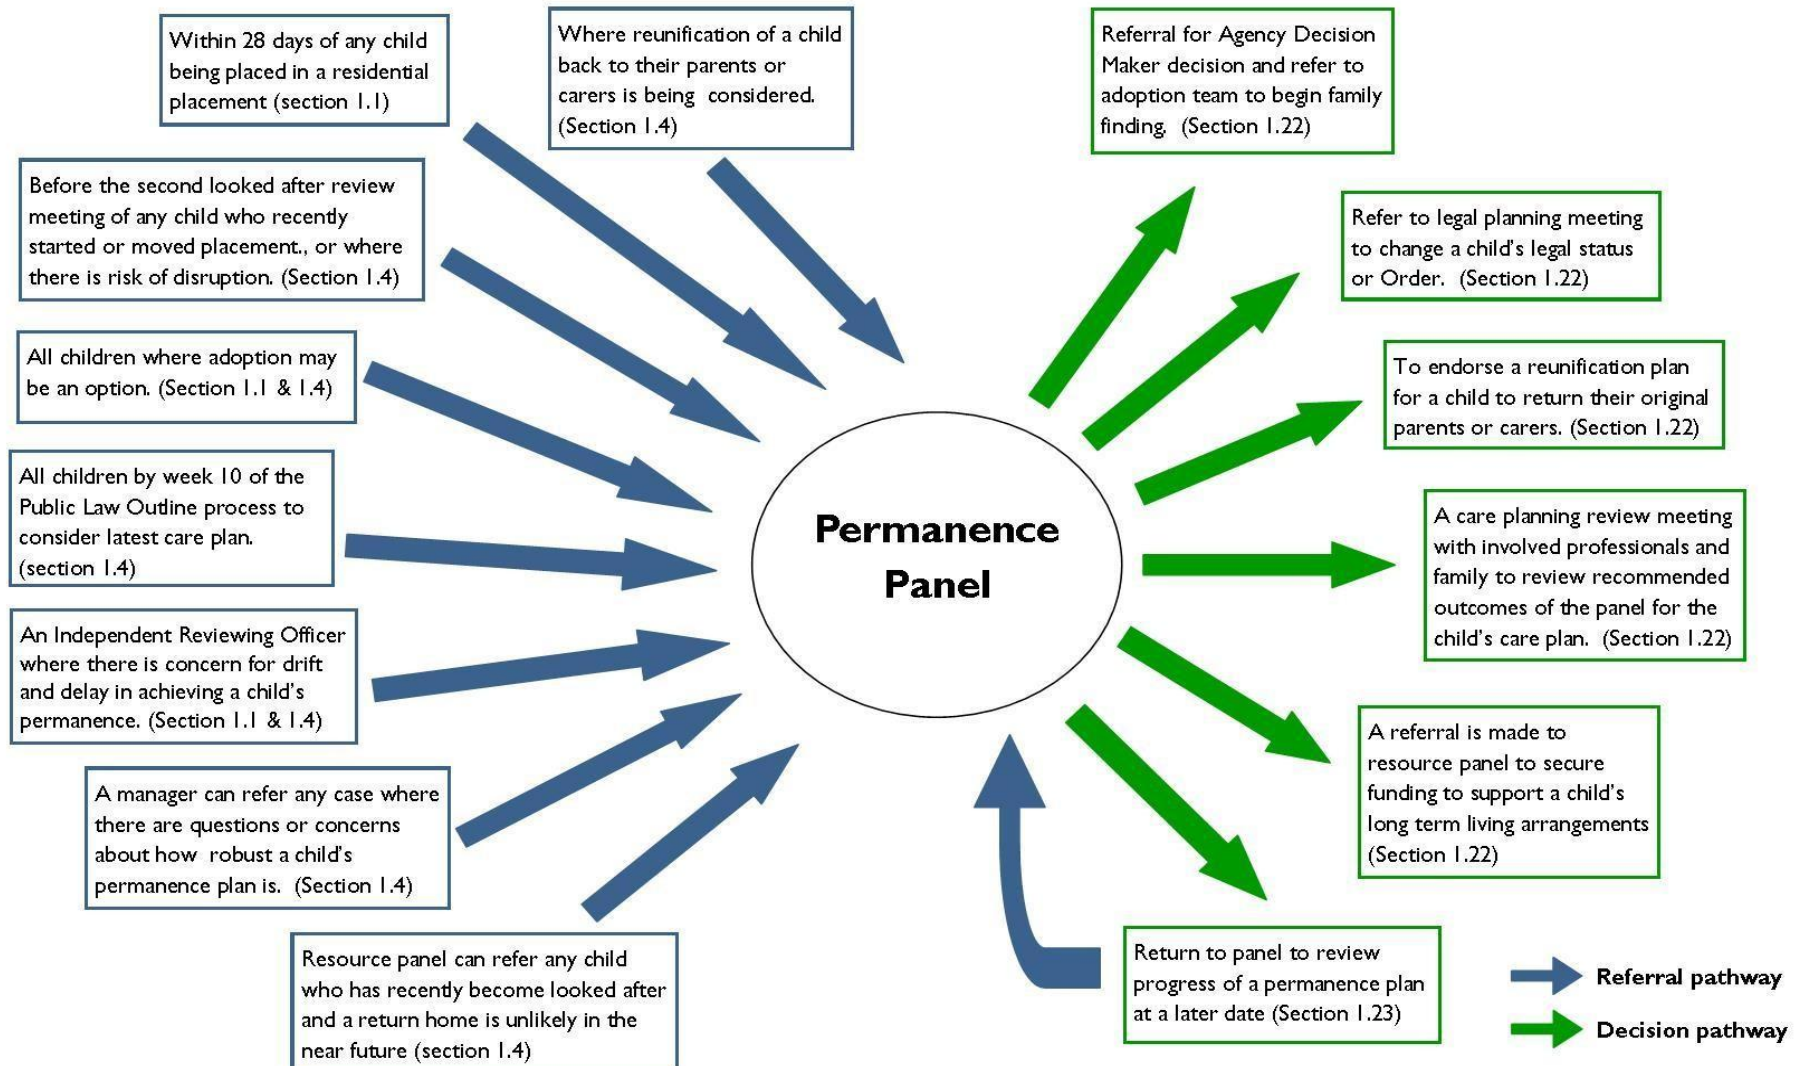 Within 28 days of any child
being placed in a residential
placement (section 1.1)
Where reunification of a child
back to their parents or
carers is being  considered.
(Section 1.4)
Referral for Agency Decision
Maker decision and refer to
adoption team to begin family
finding.  (Section 1.22)
Before the second looked after review
meeting of any child who recently
started or moved placement., or where
there is risk of disruption. (Section 1.4)
Refer to legal planning meeting
to change a child's legal status
or Order.  (Section 1.22)
All children where adoption may
be an option. (Section 1.1 & 1.4)
To endorse a reunification plan
for a child to return their original
parents or carers. (Section 1.22)
All children by week 10 of the
Public Law Outline process to
consider latest care plan.
(section 1.4)
Permanence
Panel
A care planning review meeting
with involved professionals and
family to review recommended
outcomes of the panel for the
child's care plan.  (Section 1.22)
An Independent Reviewing Officer
where there is concern for drift
and delay in achieving a child's
permanence. (Section 1.1 & 1.4)
A referral is made to
resource panel to secure
funding to support a child's
long term living arrangements
(Section 1.22)
A manager can refer any case where
there are questions or concerns
about how  robust a child's
permanence plan is.  (Section 1.4)
Resource panel can refer any child
who has recently become looked after
and a return home is unlikely in the
near future (section 1.4)
Return to panel to review
progress of a permanence plan
at a later date (Section 1.23)
Referral pathway
Decision pathway